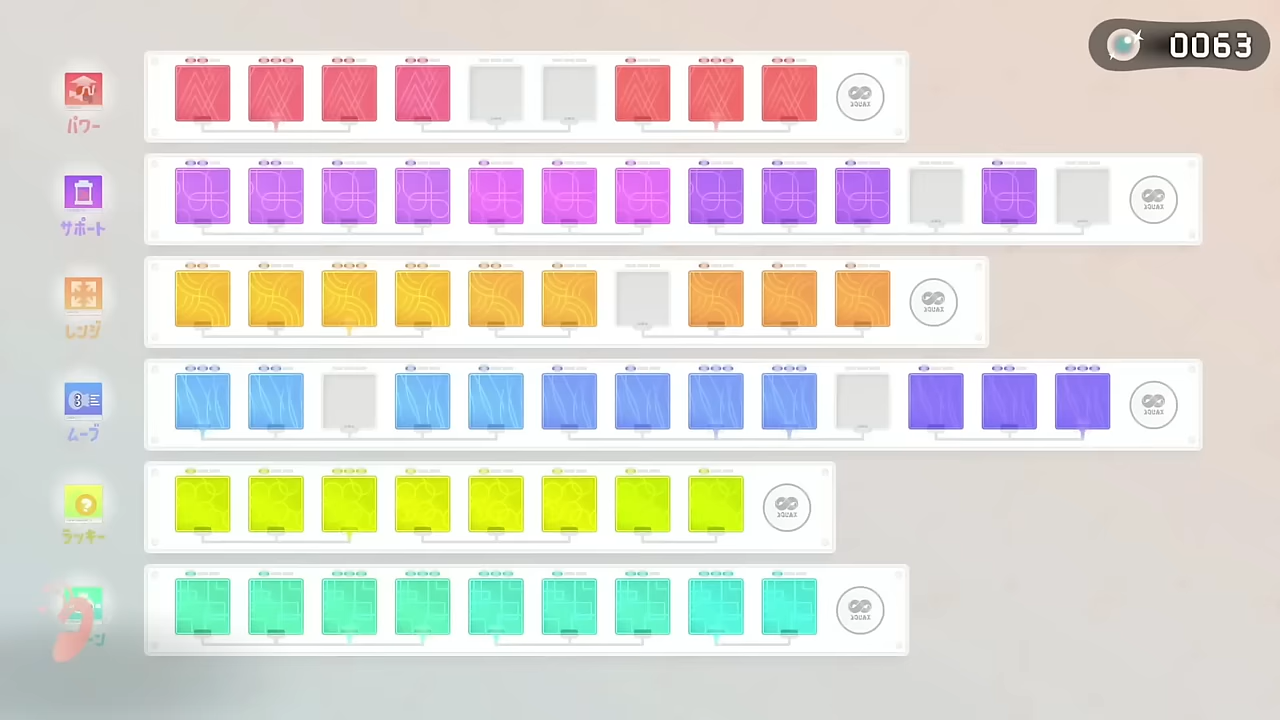 0063
パワー
サポート
レンジ
ムーブ
ラッキー